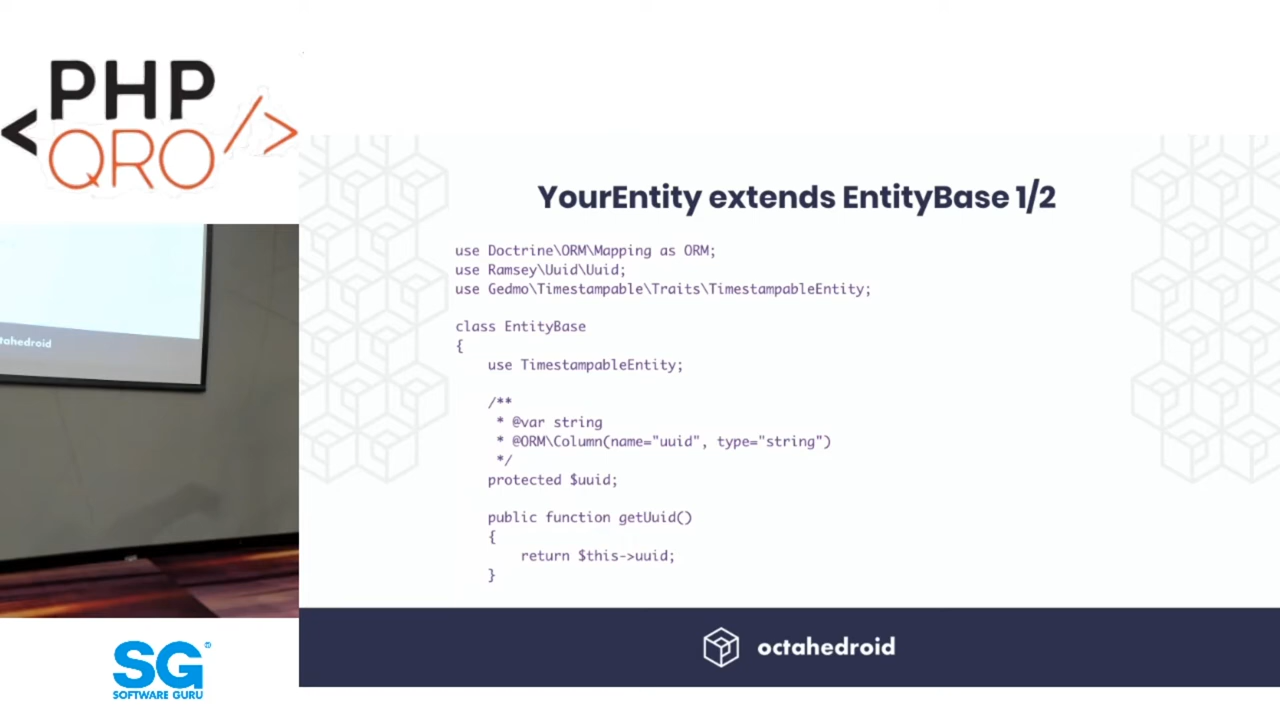 PHP
< QRO />
tahedroid
SG®
SOFTWARE GURU
YourEntity extends EntityBase 1/2
use Doctrine\ORM\Mapping as ORM;
use Ramsey\Uuid\Uuid;
use Gedmo\Timestampable\Traits\TimestampableEntity;
class EntityBase
{
use TimestampableEntity;
/**
* @var string
* @ORM\Column(name="uuid", type="string")
*/
protected $uuid;
public function getUuid()
{
return $this->uuid;
}
octahedroid